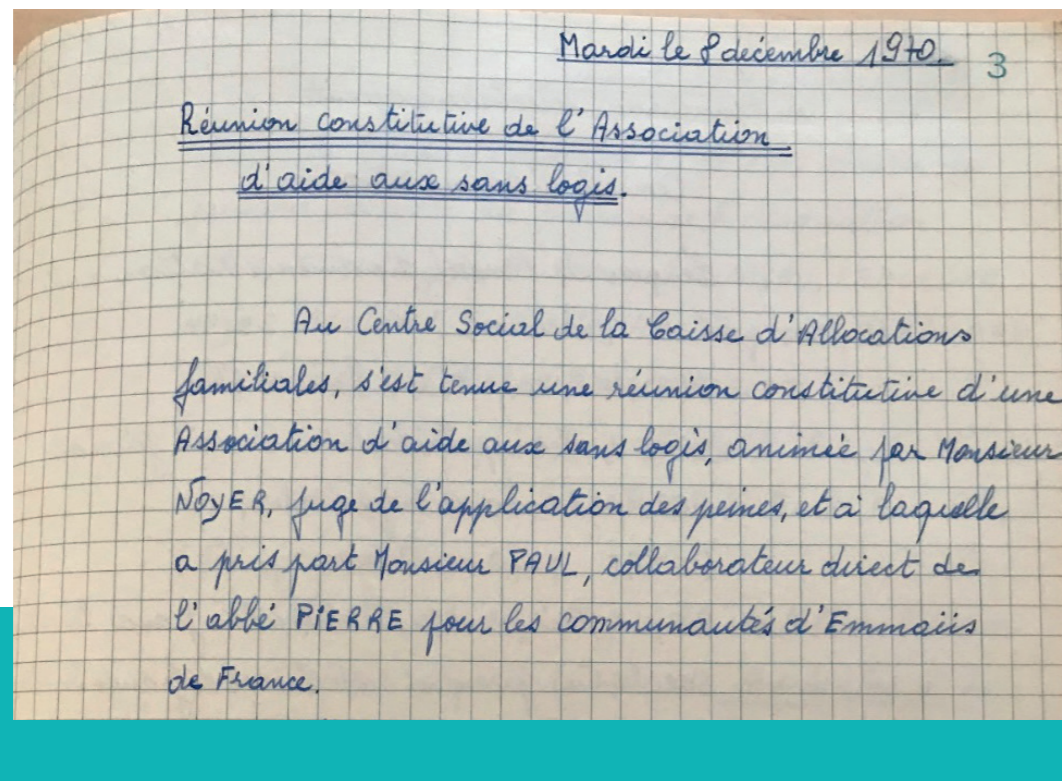 Mardi le 8 décembre 1970.
3
Réunion constitutive de l'Association
d'aide aux sans logis.
Au Centre Social de la Caisse d'Allocations
familiales, s'est tenue une réunion constitutive d'une
Association d'aide aux sans logis, animée par Monsieur
NOYER, juge de l'application des peines, et à laquelle
a pris part Monsieur PAUL, collaborateur direct de
l'abbé PIERRE pour les communautés d'Emmaüs
de France.